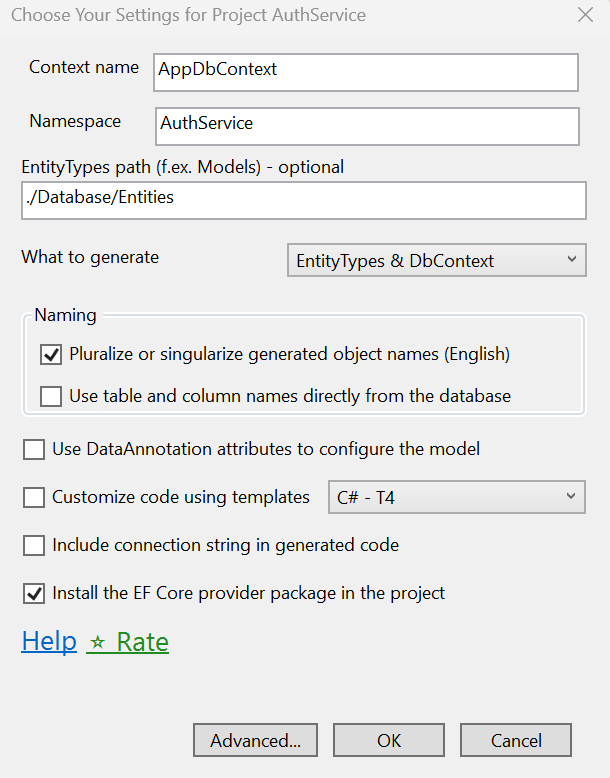 Choose Your Settings for Project AuthService
Context name AppDbContext
Namespace AuthService
EntityTypes path (f.ex. Models) - optional
./Database/Entities
What to generate EntityTypes & DbContext
Naming
Pluralize or singularize generated object names (English)
Use table and column names directly from the database
Use DataAnnotation attributes to configure the model
Customize code using templates C# - T4
Include connection string in generated code
Install the EF Core provider package in the project
Help ☆ Rate
Advanced... OK Cancel